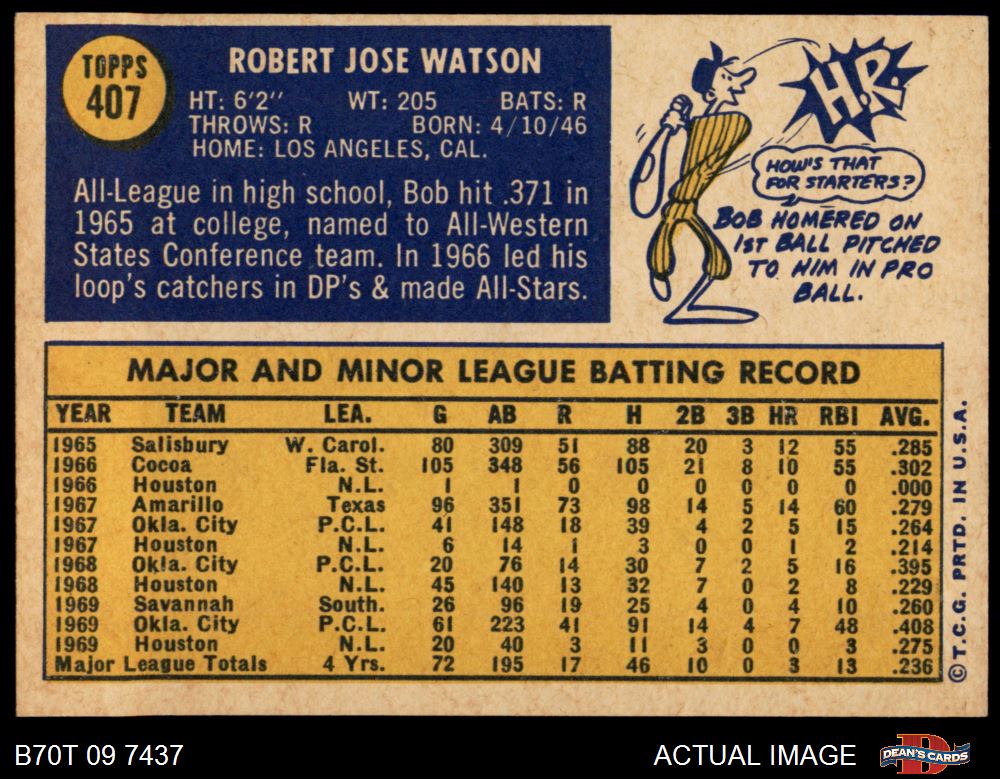 TOPPS
407
ROBERT JOSE WATSON
HT: 6'2" WT: 205 BATS: R
THROWS: R BORN: 4/10/46
HOME: LOS ANGELES, CAL.
All-League in high school, Bob hit .371 in
1965 at college, named to All-Western
States Conference team. In 1966 led his
loop's catchers in DP's & made All-Stars.
H.R.
HOW'S THAT
FOR STARTERS?
BOB HOMERED ON
1ST BALL PITCHED
TO HIM IN PRO
BALL.
MAJOR AND MINOR LEAGUE BATTING RECORD
YEAR TEAM LEA. G AB R H 2B 3B HR RBI AVG.
1965 Salisbury W. Carol. 80 309 51 88 20 3 12 55 .285
1966 Cocoa Fla. St. 105 348 56 105 21 8 10 55 .302
1966 Houston N.L. 1 1 0 0 0 0 0 0 .000
1967 Amarillo Texas 96 351 73 98 14 5 14 60 .279
1967 Okla. City P.C.L. 41 148 18 39 4 2 5 15 .264
1967 Houston N.L. 6 14 1 3 0 0 1 2 .214
1968 Okla. City P.C.L. 20 76 14 30 7 2 5 16 .395
1968 Houston N.L. 45 140 13 32 7 0 2 8 .229
1969 Savannah South. 26 96 19 25 4 0 4 10 .260
1969 Okla. City P.C.L. 61 223 41 91 14 4 7 48 .408
1969 Houston N.L. 20 40 3 11 3 0 0 3 .275
Major League Totals 4 Yrs. 72 195 17 46 10 0 3 13 .236
© T.C.G. PRTD. IN U.S.A.
B70T 09 7437
ACTUAL IMAGE
DEAN'S CARDS